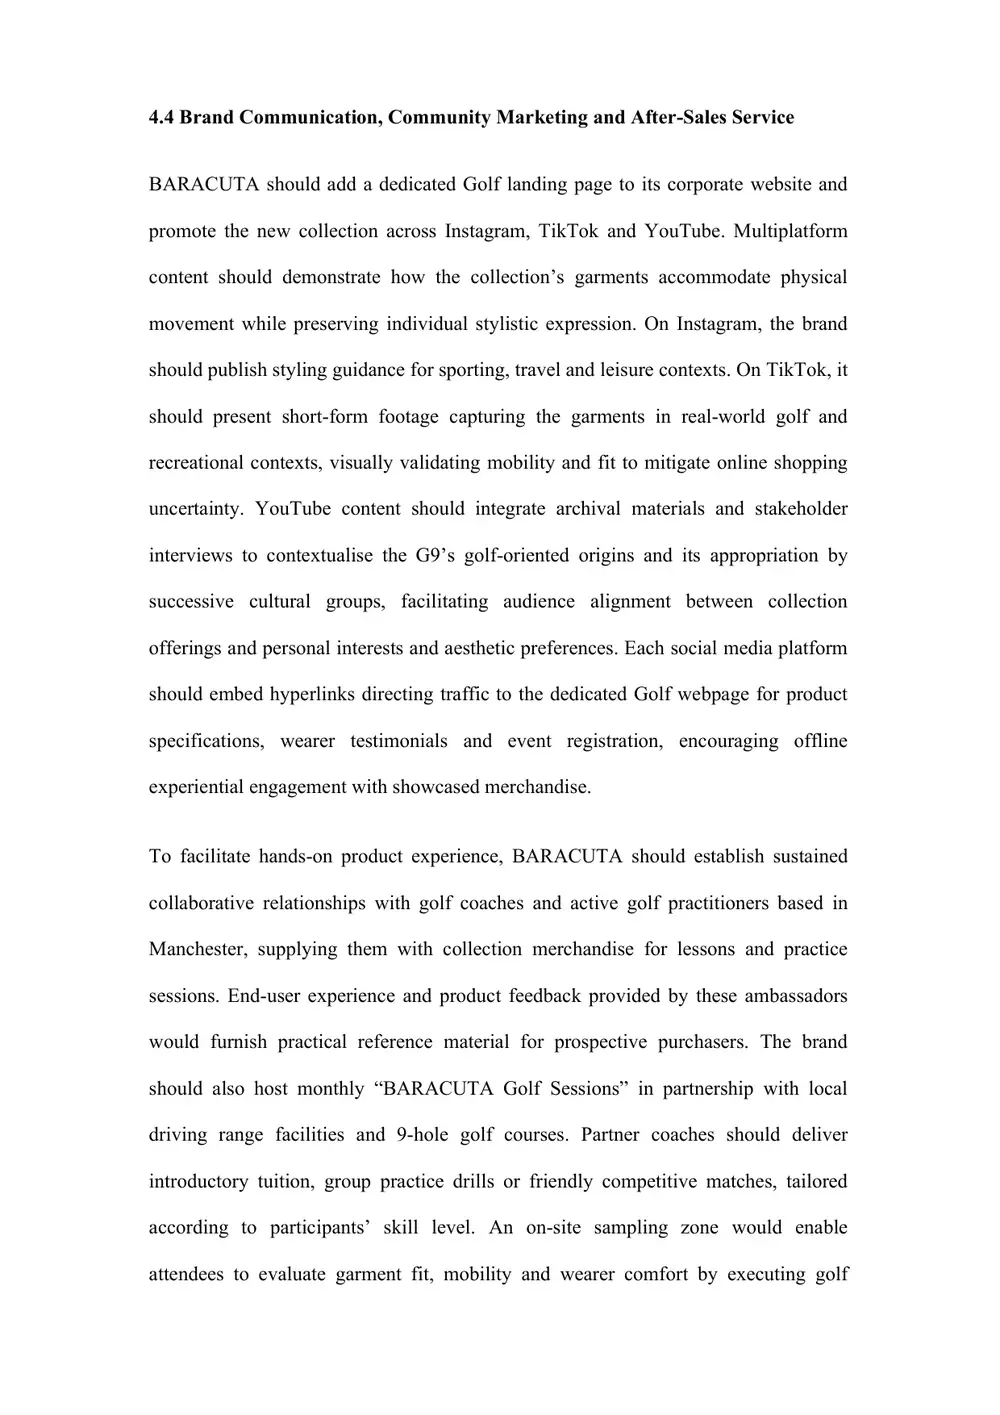 4.4 Brand Communication, Community Marketing and After-Sales Service
BARACUTA should add a dedicated Golf landing page to its corporate website and
promote the new collection across Instagram, TikTok and YouTube. Multiplatform
content should demonstrate how the collection’s garments accommodate physical
movement while preserving individual stylistic expression. On Instagram, the brand
should publish styling guidance for sporting, travel and leisure contexts. On TikTok, it
should present short-form footage capturing the garments in real-world golf and
recreational contexts, visually validating mobility and fit to mitigate online shopping
uncertainty. YouTube content should integrate archival materials and stakeholder
interviews to contextualise the G9’s golf-oriented origins and its appropriation by
successive cultural groups, facilitating audience alignment between collection
offerings and personal interests and aesthetic preferences. Each social media platform
should embed hyperlinks directing traffic to the dedicated Golf webpage for product
specifications, wearer testimonials and event registration, encouraging offline
experiential engagement with showcased merchandise.
To facilitate hands-on product experience, BARACUTA should establish sustained
collaborative relationships with golf coaches and active golf practitioners based in
Manchester, supplying them with collection merchandise for lessons and practice
sessions. End-user experience and product feedback provided by these ambassadors
would furnish practical reference material for prospective purchasers. The brand
should also host monthly “BARACUTA Golf Sessions” in partnership with local
driving range facilities and 9-hole golf courses. Partner coaches should deliver
introductory tuition, group practice drills or friendly competitive matches, tailored
according to participants’ skill level. An on-site sampling zone would enable
attendees to evaluate garment fit, mobility and wearer comfort by executing golf